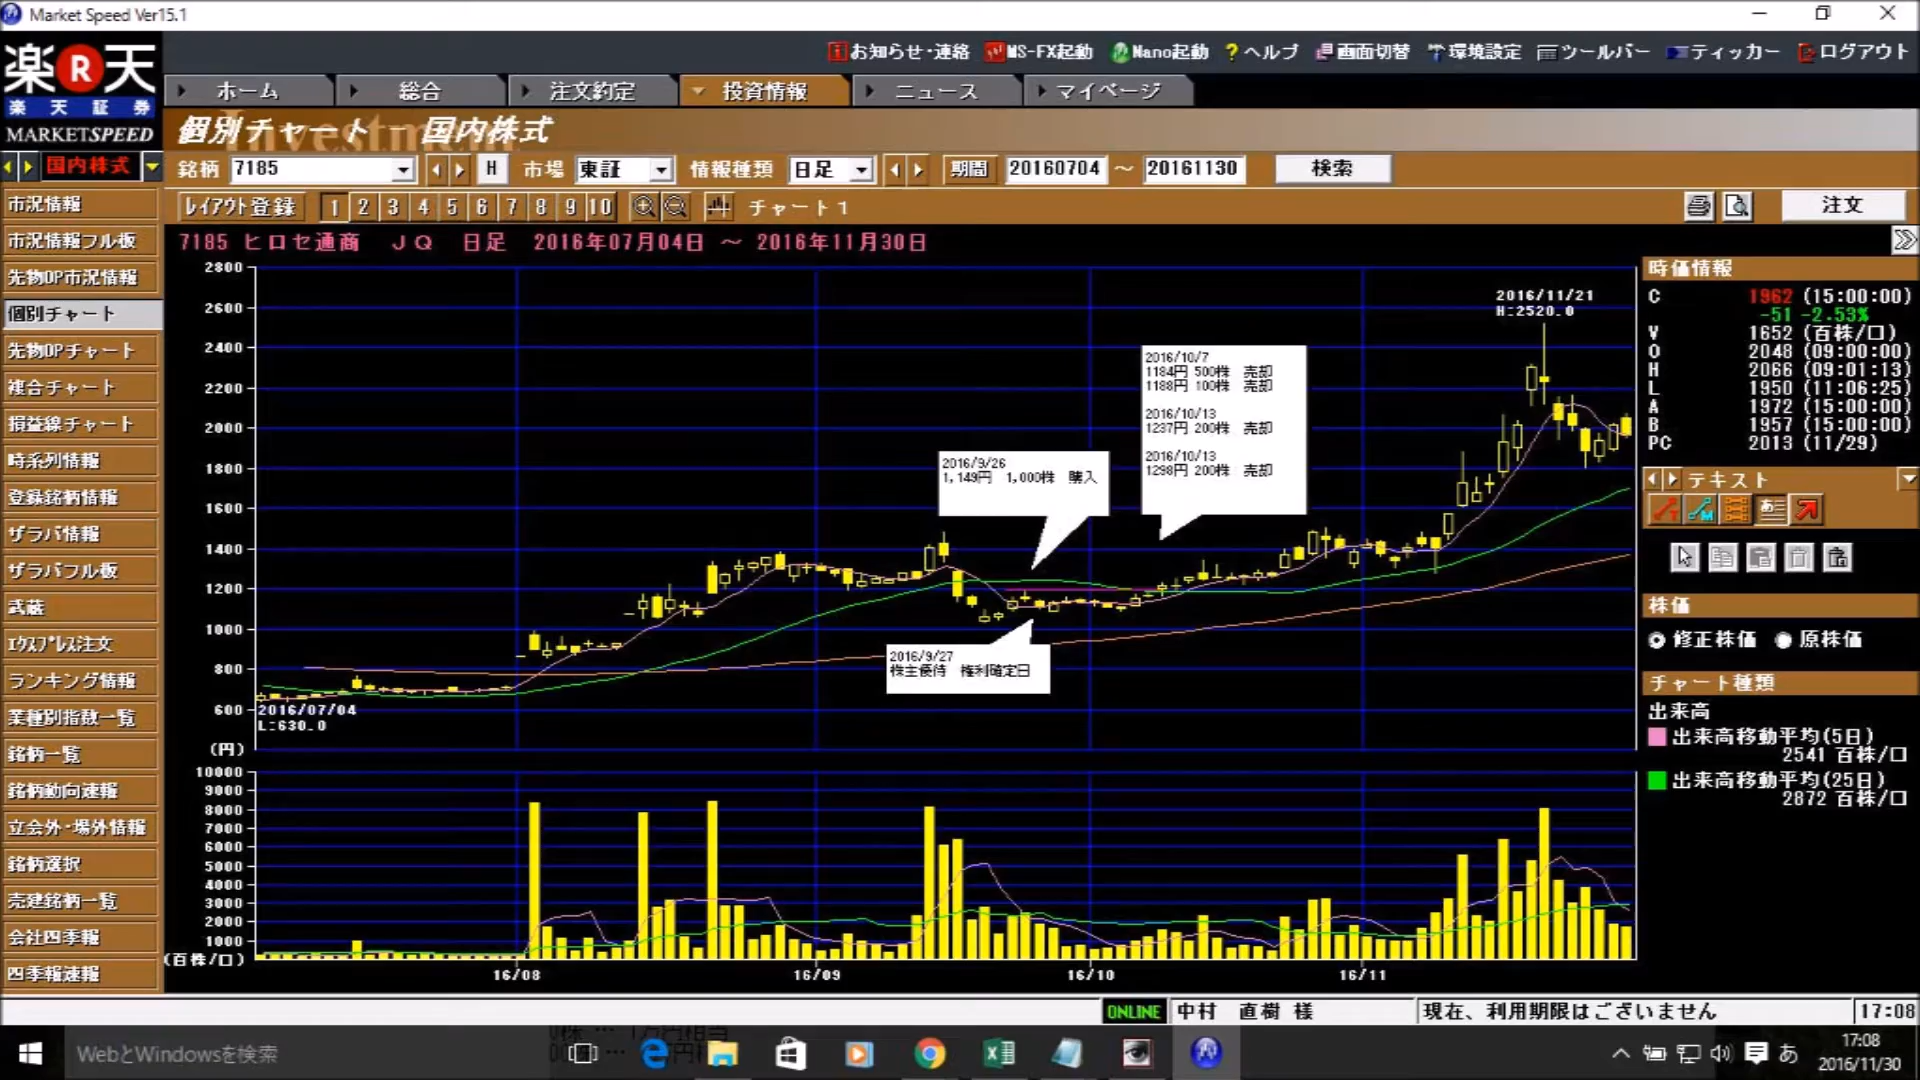 Market Speed Ver15.1
楽R天
楽天証券
MARKETSPEED
お知らせ・連絡 MS-FX起動 Nano起動 ヘルプ 画面切替 環境設定 ツールバー ティッカー ログアウト
ホーム 総合 注文約定 投資情報 ニュース マイページ
個別チャート － 国内株式
国内株式
銘柄 7185 H 市場 東証 情報種類 日足 期間 20160704 ～ 20161130 検索
レイアウト登録 1 2 3 4 5 6 7 8 9 10 チャート1 注文
市況情報
市況情報フル板
先物OP市況情報
個別チャート
先物OPチャート
複合チャート
損益線チャート
時系列情報
登録銘柄情報
ザラバ情報
ザラバフル板
武蔵
エクスプレス注文
ランキング情報
業種別指数一覧
銘柄一覧
銘柄動向速報
立会外・場外情報
銘柄選択
売建銘柄一覧
会社四季報
四季報速報
7185 ヒロセ通商 JQ 日足 2016年07月04日 ～ 2016年11月30日
2800
2600
2400
2200
2000
1800
1600
1400
1200
1000
800
600
(円)
2016/11/21
H:2520.0
2016/10/7
1184円 500株 売却
1188円 100株 売却
2016/10/13
1237円 200株 売却
2016/10/13
1298円 200株 売却
2016/9/26
1,149円 1,000株 購入
2016/9/27
株主優待 権利確定日
2016/07/04
L:630.0
10000
9000
8000
7000
6000
5000
4000
3000
2000
1000
(百株/口)
16/08 16/09 16/10 16/11
時価情報
C 1962 (15:00:00)
-51 -2.53%
V 1652 (百株/口)
O 2048 (09:00:00)
H 2066 (09:01:13)
L 1950 (11:06:25)
A 1972 (15:00:00)
B 1957 (15:00:00)
PC 2013 (11/29)
テキスト
株価
修正株価 原株価
チャート種類
出来高
出来高移動平均(5日)
2541 百株/口
出来高移動平均(25日)
2872 百株/口
ONLINE 中村 直樹 様 現在、利用期限はございません 17:08
WebとWindowsを検索
あ 17:08
2016/11/30